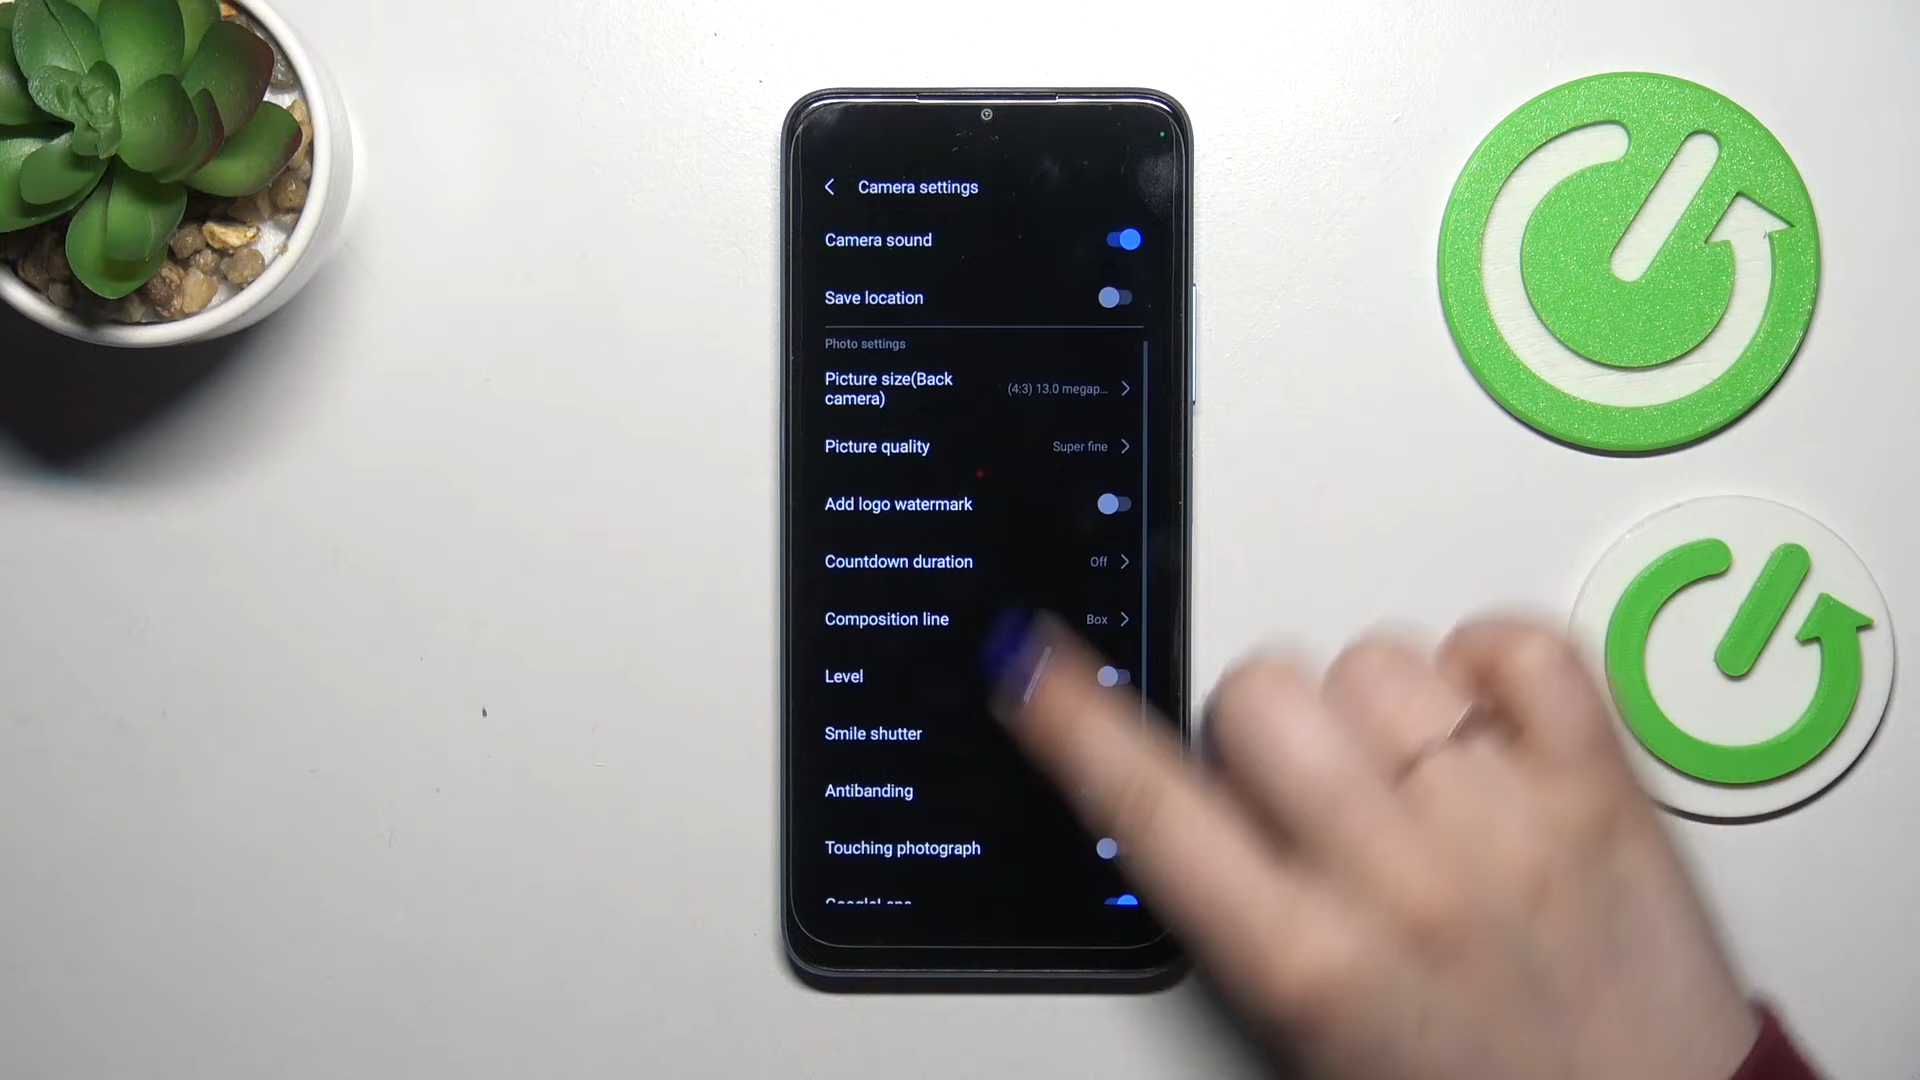 Camera settings
Camera sound
Save location
Photo settings
Picture size(Back
camera)
(4:3) 13.0 megap...
Picture quality
Super fine
Add logo watermark
Countdown duration
Off
Composition line
Box
Level
Smile shutter
Antibanding
Touching photograph